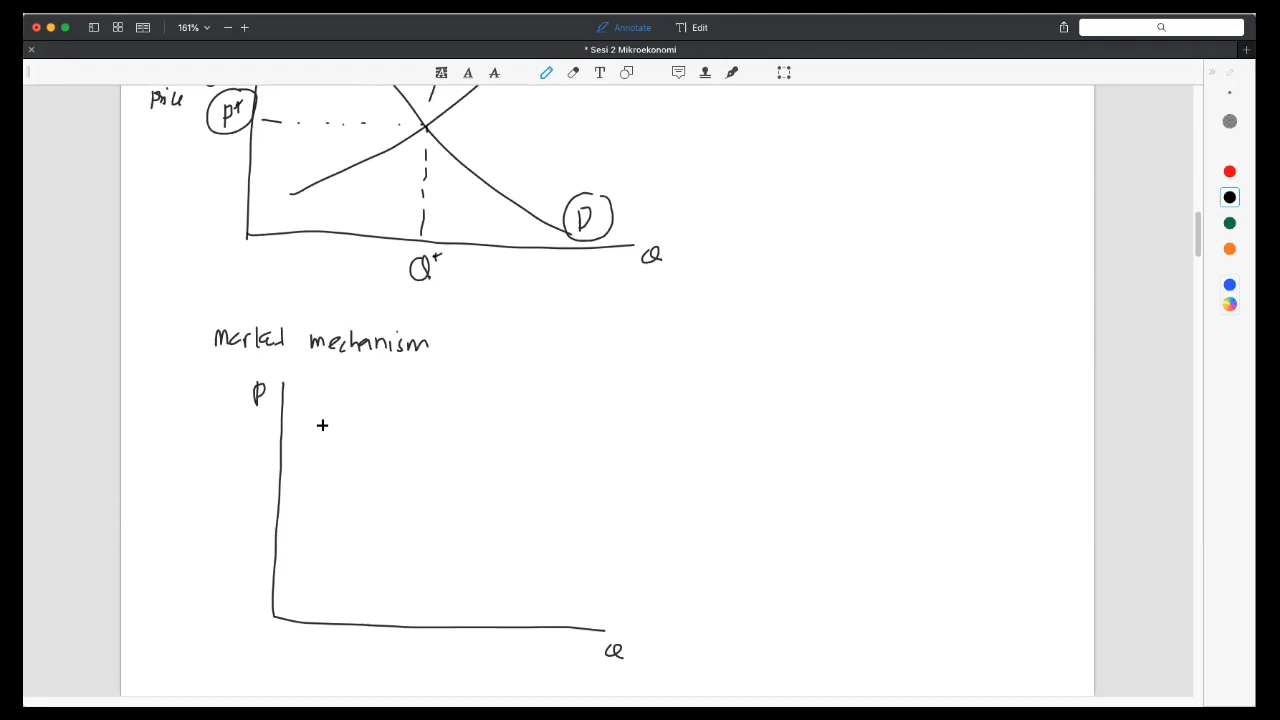 161%
Annotate
Edit
* Sesi 2 Mikroekonomi
A A A T
price
P*
D
Q*
Q
Market mechanism
P
Q